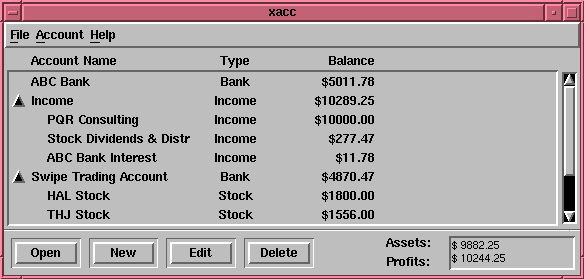 xacc
File Account Help
Account Name Type Balance
ABC Bank Bank $5011.78
Income Income $10289.25
PQR Consulting Income $10000.00
Stock Dividends & Distr Income $277.47
ABC Bank Interest Income $11.78
Swipe Trading Account Bank $4870.47
HAL Stock Stock $1800.00
THJ Stock Stock $1556.00
Open New Edit Delete
Assets: $ 9882.25
Profits: $ 10244.25